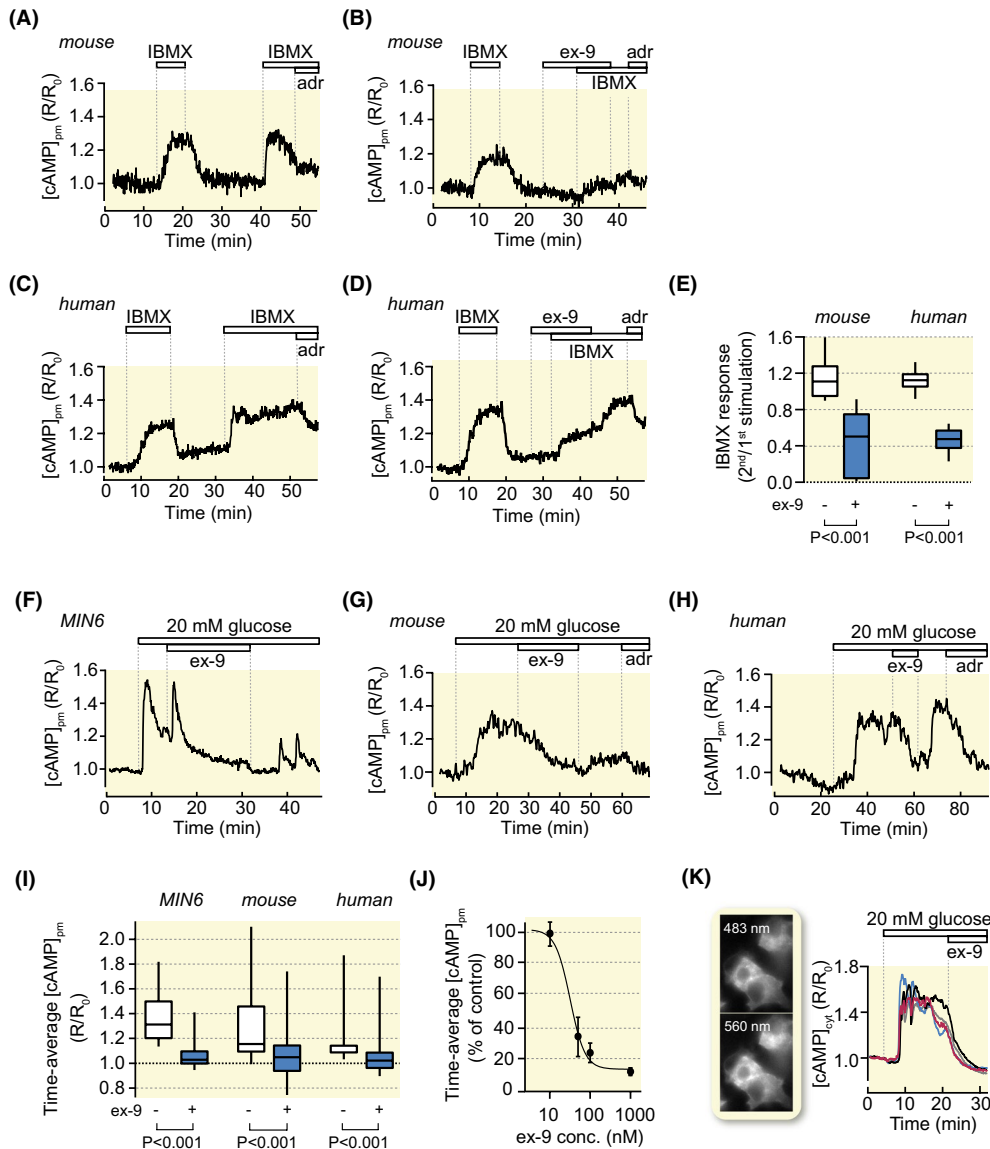 (A)
mouse
IBMX
IBMX
adr
[cAMP]pm (R/R0)
1.6
1.4
1.2
1.0
0
10
20
30
40
50
Time (min)
(B)
mouse
IBMX
ex-9
adr
IBMX
[cAMP]pm (R/R0)
1.6
1.4
1.2
1.0
0
10
20
30
40
Time (min)
(C)
human
IBMX
IBMX
adr
[cAMP]pm (R/R0)
1.6
1.4
1.2
1.0
0
10
20
30
40
50
Time (min)
(D)
human
IBMX
ex-9
adr
IBMX
[cAMP]pm (R/R0)
1.6
1.4
1.2
1.0
0
10
20
30
40
50
Time (min)
(E)
mouse
human
IBMX response
(2nd/1st stimulation)
1.6
1.2
0.8
0.4
0.0
ex-9
-
+
-
+
P<0.001
P<0.001
(F)
MIN6
20 mM glucose
ex-9
[cAMP]pm (R/R0)
1.6
1.4
1.2
1.0
0
10
20
30
40
Time (min)
(G)
mouse
20 mM glucose
ex-9
adr
[cAMP]pm (R/R0)
1.6
1.4
1.2
1.0
0
10
20
30
40
50
60
Time (min)
(H)
human
20 mM glucose
ex-9
adr
[cAMP]pm (R/R0)
1.6
1.4
1.2
1.0
0
20
40
60
80
Time (min)
(I)
MIN6
mouse
human
Time-average [cAMP]pm
(R/R0)
2.0
1.8
1.6
1.4
1.2
1.0
0.8
ex-9
-
+
-
+
-
+
P<0.001
P<0.001
P<0.001
(J)
Time-average [cAMP]pm
(% of control)
100
80
60
40
20
0
10
100
1000
ex-9 conc. (nM)
(K)
483 nm
560 nm
20 mM glucose
ex-9
[cAMP]cyt (R/R0)
1.8
1.4
1.0
0
10
20
30
Time (min)